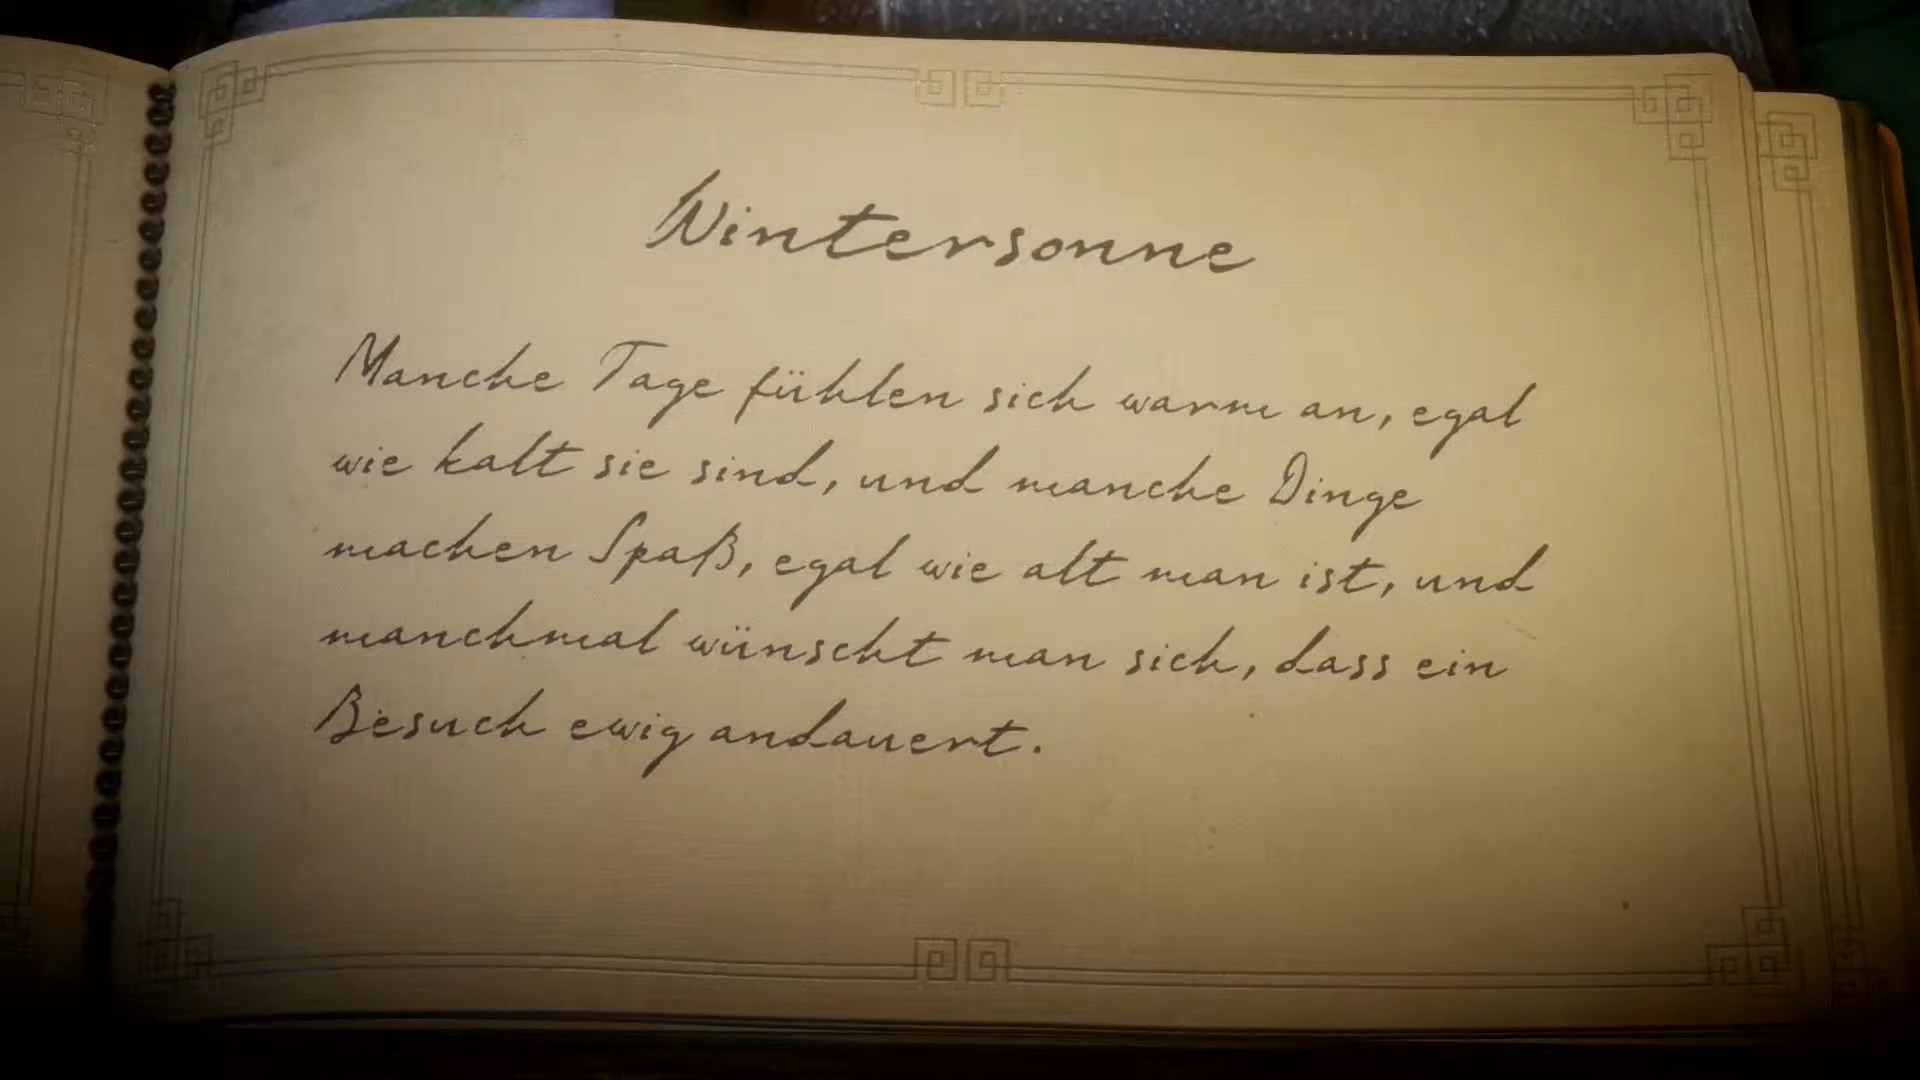 Wintersonne
Manche Tage fühlen sich warm an, egal
wie kalt sie sind, und manche Dinge
machen Spaß, egal wie alt man ist, und
manchmal wünscht man sich, dass ein
Besuch ewig andauert.